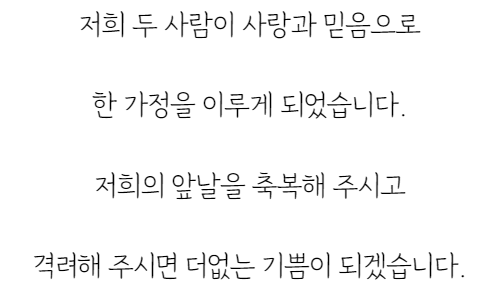 저희 두 사람이 사랑과 믿음으로
한 가정을 이루게 되었습니다.
저희의 앞날을 축복해 주시고
격려해 주시면 더없는 기쁨이 되겠습니다.